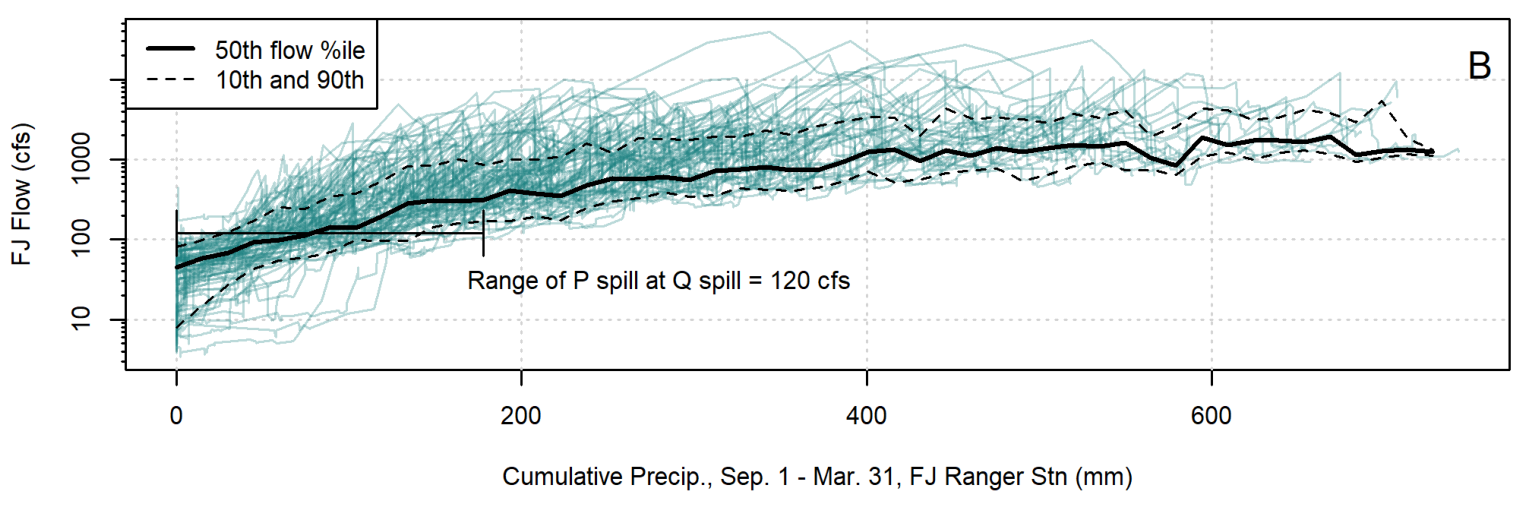 50th flow %ile
10th and 90th
B
FJ Flow (cfs)
1000
100
10
Range of P spill at Q spill = 120 cfs
0 200 400 600
Cumulative Precip., Sep. 1 - Mar. 31, FJ Ranger Stn (mm)